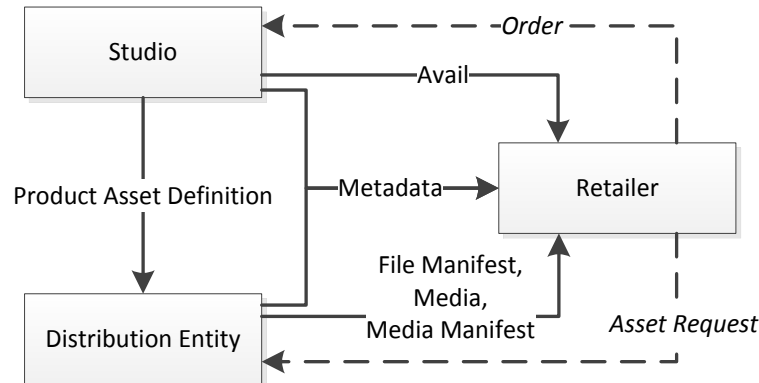 Order
Studio
Avail
Product Asset Definition
Metadata
Retailer
File Manifest,
Media,
Media Manifest
Asset Request
Distribution Entity